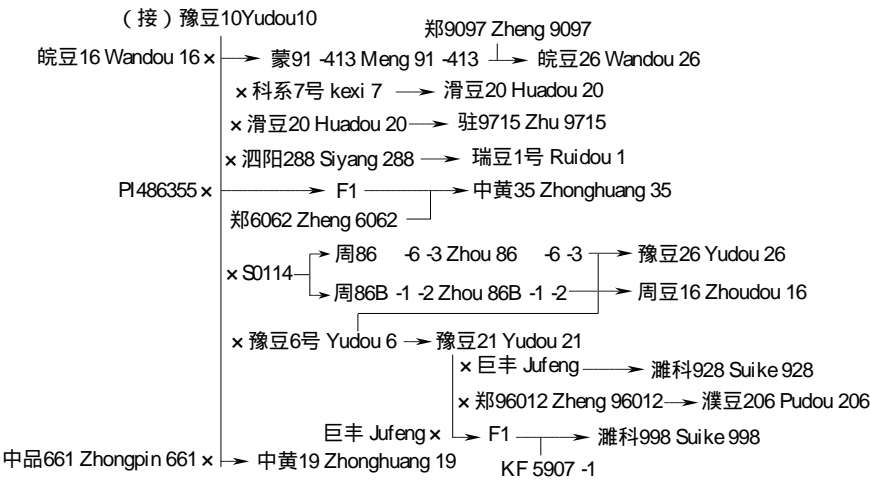 （接）豫豆10Yudou10
郑9097 Zheng 9097
皖豆16 Wandou 16 × 蒙91 -413 Meng 91 -413 皖豆26 Wandou 26
× 科系7号 kexi 7 滑豆20 Huadou 20
× 滑豆20 Huadou 20 驻9715 Zhu 9715
× 泗阳288 Siyang 288 瑞豆1号 Ruidou 1
PI486355 × F1 中黄35 Zhonghuang 35
郑6062 Zheng 6062
周86 -6 -3 Zhou 86 -6 -3 豫豆26 Yudou 26
× S0114
周86B -1 -2 Zhou 86B -1 -2 周豆16 Zhoudou 16
× 豫豆6号 Yudou 6 豫豆21 Yudou 21
× 巨丰 Jufeng 濉科928 Suike 928
× 郑96012 Zheng 96012 濮豆206 Pudou 206
巨丰 Jufeng × F1 濉科998 Suike 998
中品661 Zhongpin 661 × 中黄19 Zhonghuang 19
KF 5907 -1